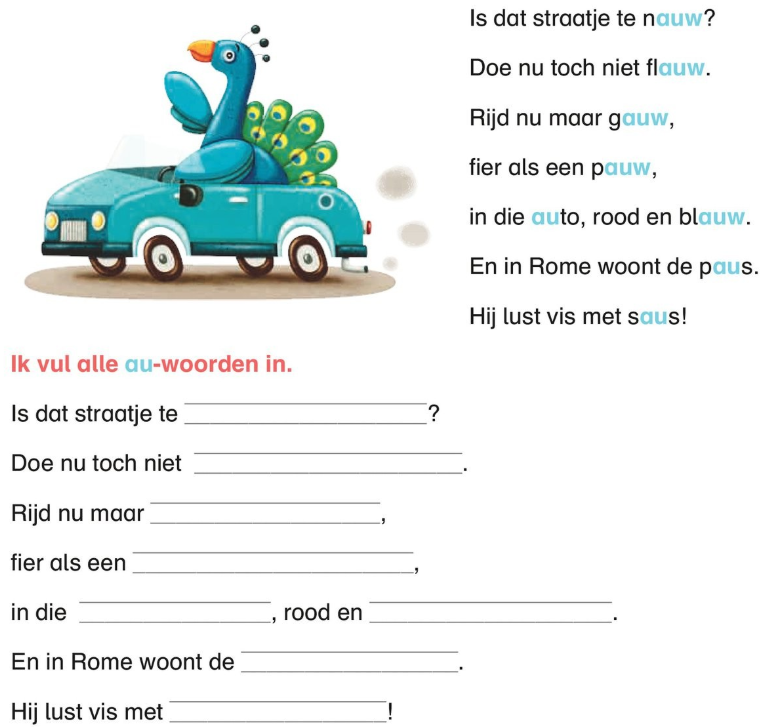 Is dat straatje te nauw?
Doe nu toch niet flauw.
Rijd nu maar gauw,
fier als een pauw,
in die auto, rood en blauw.
En in Rome woont de paus.
Hij lust vis met saus!
Ik vul alle au-woorden in.
Is dat straatje te ____________________?
Doe nu toch niet ____________________.
Rijd nu maar ____________________,
fier als een ____________________,
in die ____________________, rood en ____________________.
En in Rome woont de ____________________.
Hij lust vis met ____________________!